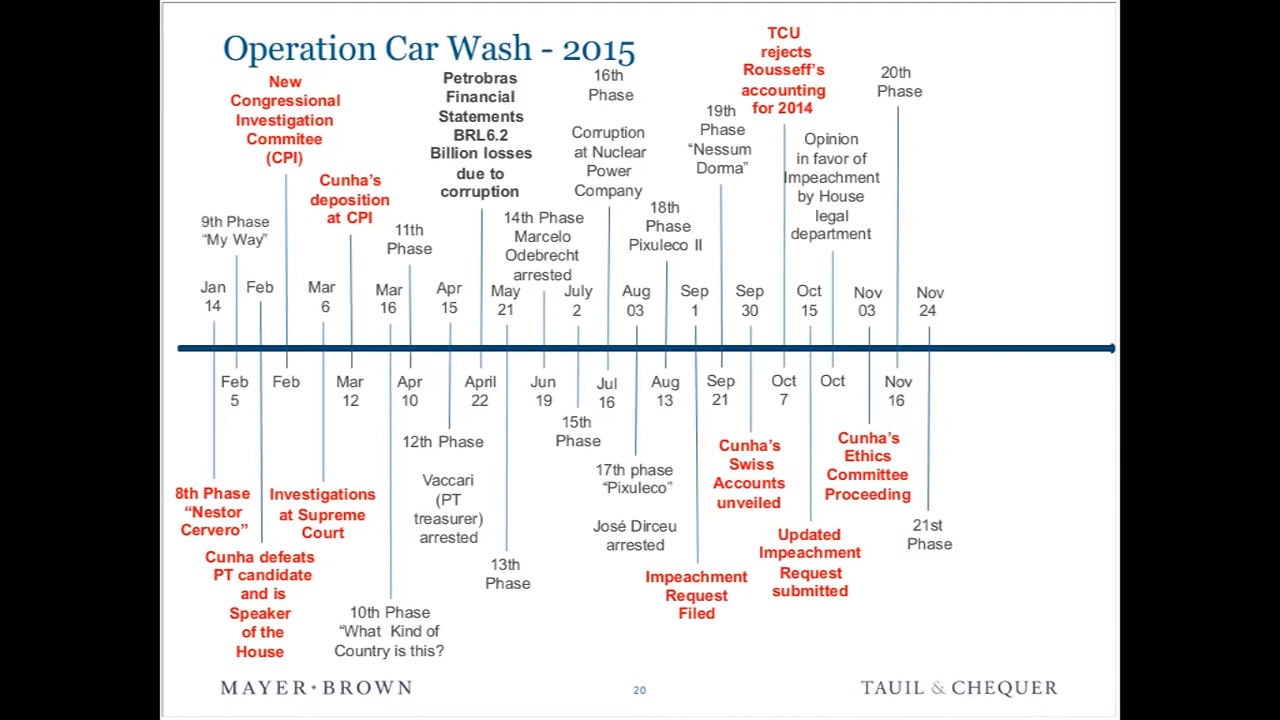 Operation Car Wash - 2015
New
Congressional
Investigation
Commitee
(CPI)
Cunha's
deposition
at CPI
Petrobras
Financial
Statements
BRL6.2
Billion losses
due to
corruption
16th
Phase
Corruption
at Nuclear
Power
Company
TCU
rejects
Rousseff's
accounting
for 2014
20th
Phase
19th
Phase
“Nessum
Dorma”
Opinion
in favor of
Impeachment
by House
legal
department
9th Phase
“My Way”
11th
Phase
14th Phase
Marcelo
Odebrecht
arrested
18th
Phase
Pixuleco II
Jan
14
Feb
Mar
6
Mar
16
Apr
15
May
21
July
2
Aug
03
Sep
1
Sep
30
Oct
15
Nov
03
Nov
24
Feb
5
Feb
Mar
12
Apr
10
April
22
Jun
19
Jul
16
Aug
13
Sep
21
Oct
7
Oct
Nov
16
8th Phase
“Nestor
Cervero”
Cunha defeats
PT candidate
and is
Speaker
of the
House
Investigations
at Supreme
Court
10th Phase
“What Kind of
Country is this?
12th Phase
Vaccari
(PT
treasurer)
arrested
13th
Phase
15th
Phase
17th phase
“Pixuleco”
José Dirceu
arrested
Impeachment
Request
Filed
Cunha's
Swiss
Accounts
unveiled
Updated
Impeachment
Request
submitted
Cunha's
Ethics
Committee
Proceeding
21st
Phase
MAYER • BROWN
20
TAUIL & CHEQUER